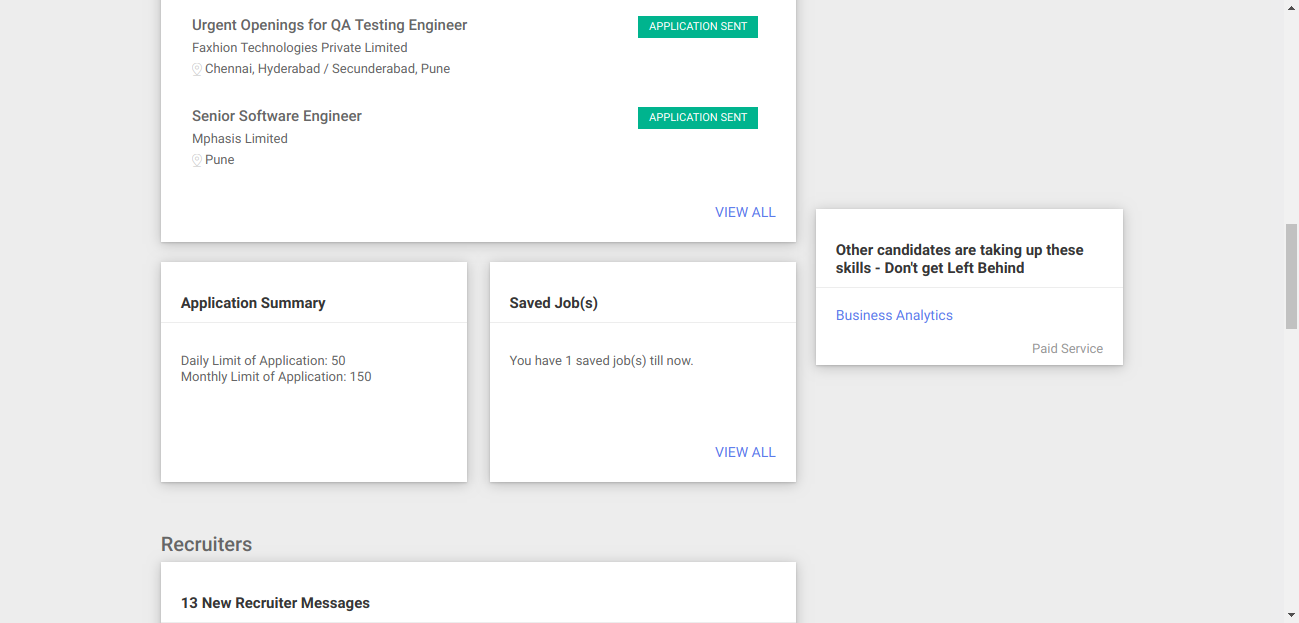 Urgent Openings for QA Testing Engineer
APPLICATION SENT
Faxhion Technologies Private Limited
Chennai, Hyderabad / Secunderabad, Pune
Senior Software Engineer
APPLICATION SENT
Mphasis Limited
Pune
VIEW ALL
Application Summary
Daily Limit of Application: 50
Monthly Limit of Application: 150
Saved Job(s)
You have 1 saved job(s) till now.
VIEW ALL
Other candidates are taking up these
skills - Don't get Left Behind
Business Analytics
Paid Service
Recruiters
13 New Recruiter Messages